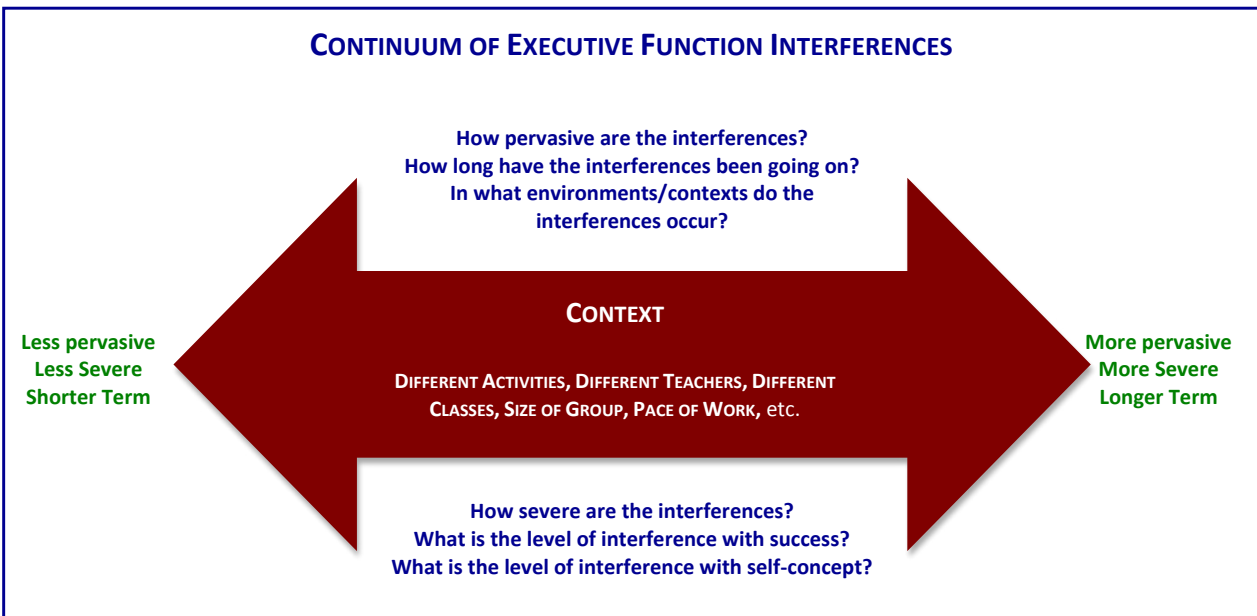 CONTINUUM OF EXECUTIVE FUNCTION INTERFERENCES
How pervasive are the interferences?
How long have the interferences been going on?
In what environments/contexts do the
interferences occur?
CONTEXT
DIFFERENT ACTIVITIES, DIFFERENT TEACHERS, DIFFERENT
CLASSES, SIZE OF GROUP, PACE OF WORK, etc.
Less pervasive
Less Severe
Shorter Term
More pervasive
More Severe
Longer Term
How severe are the interferences?
What is the level of interference with success?
What is the level of interference with self-concept?